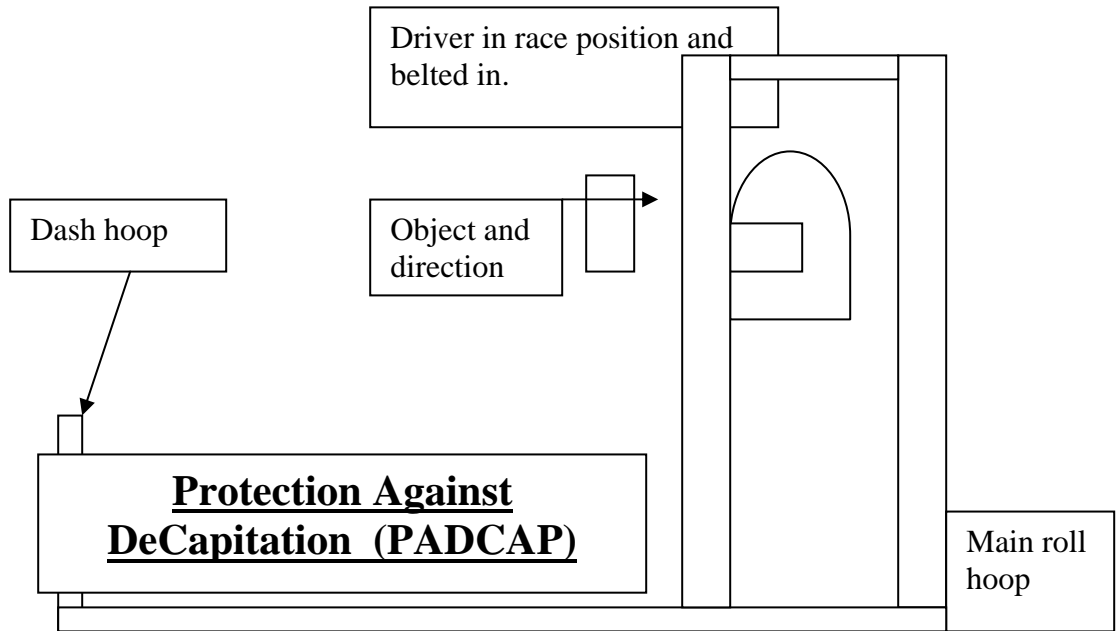 Driver in race position and
belted in.
Dash hoop
Object and
direction
Protection Against
DeCapitation (PADCAP)
Main roll
hoop